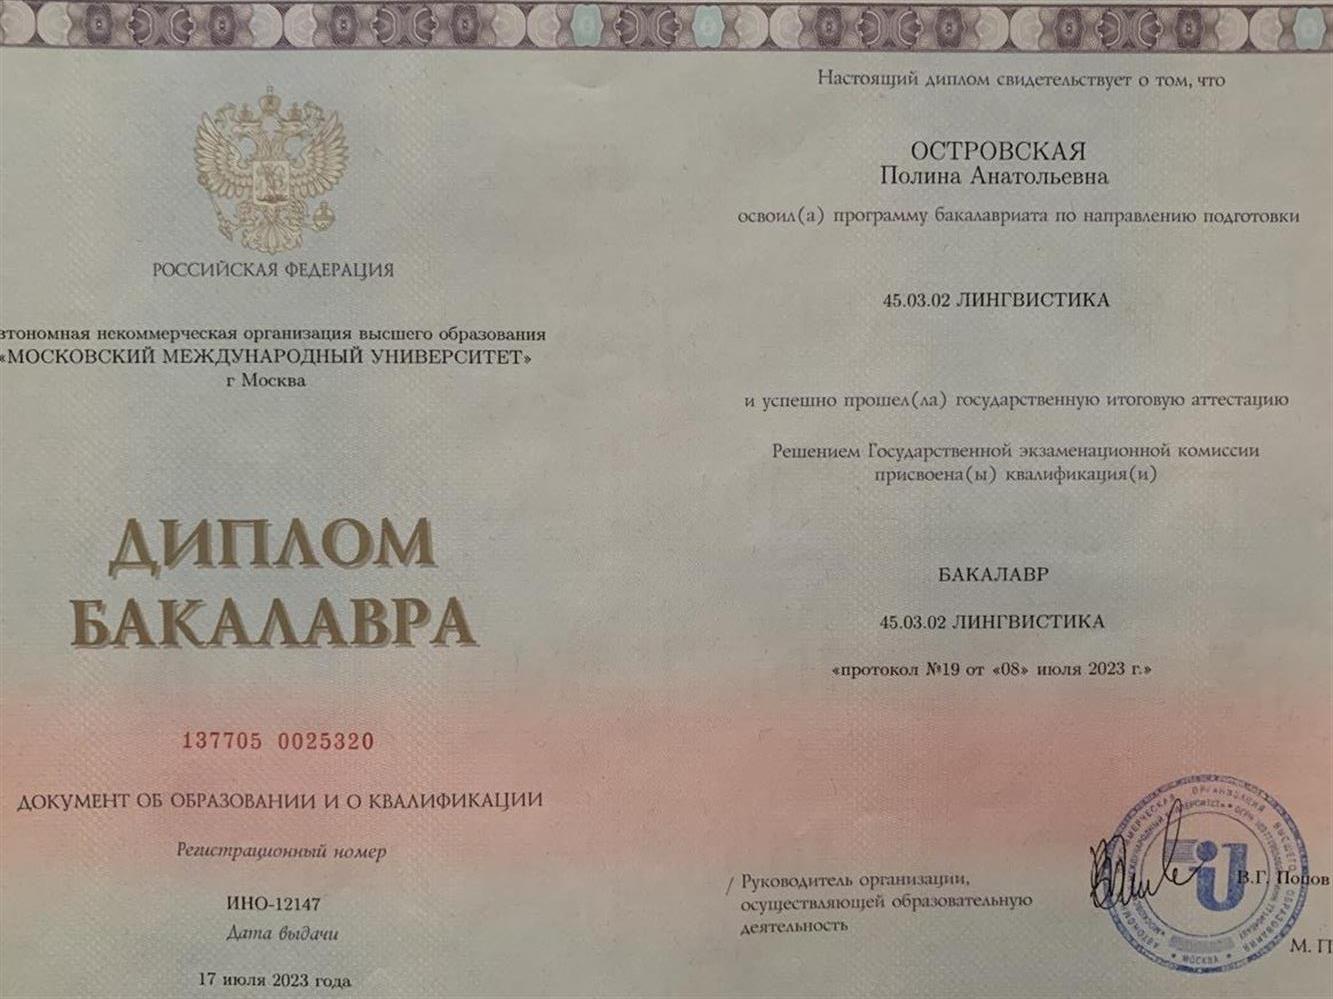 РОССИЙСКАЯ ФЕДЕРАЦИЯ
втономная некоммерческая организация высшего образования
«МОСКОВСКИЙ МЕЖДУНАРОДНЫЙ УНИВЕРСИТЕТ»
г Москва
ДИПЛОМ
БАКАЛАВРА
137705 0025320
ДОКУМЕНТ ОБ ОБРАЗОВАНИИ И О КВАЛИФИКАЦИИ
Регистрационный номер
ИНО-12147
Дата выдачи
17 июля 2023 года
Настоящий диплом свидетельствует о том, что
ОСТРОВСКАЯ
Полина Анатольевна
освоил(а) программу бакалавриата по направлению подготовки
45.03.02 ЛИНГВИСТИКА
и успешно прошел(ла) государственную итоговую аттестацию
Решением Государственной экзаменационной комиссии
присвоена(ы) квалификация(и)
БАКАЛАВР
45.03.02 ЛИНГВИСТИКА
«протокол №19 от «08» июля 2023 г.»
/ Руководитель организации,
осуществляющей образовательную
деятельность
В.Г. Попов
М. П
ОРГАНИЗАЦИЯ ВЫСШЕГО ОБРАЗОВАНИЯ
МОСКВА